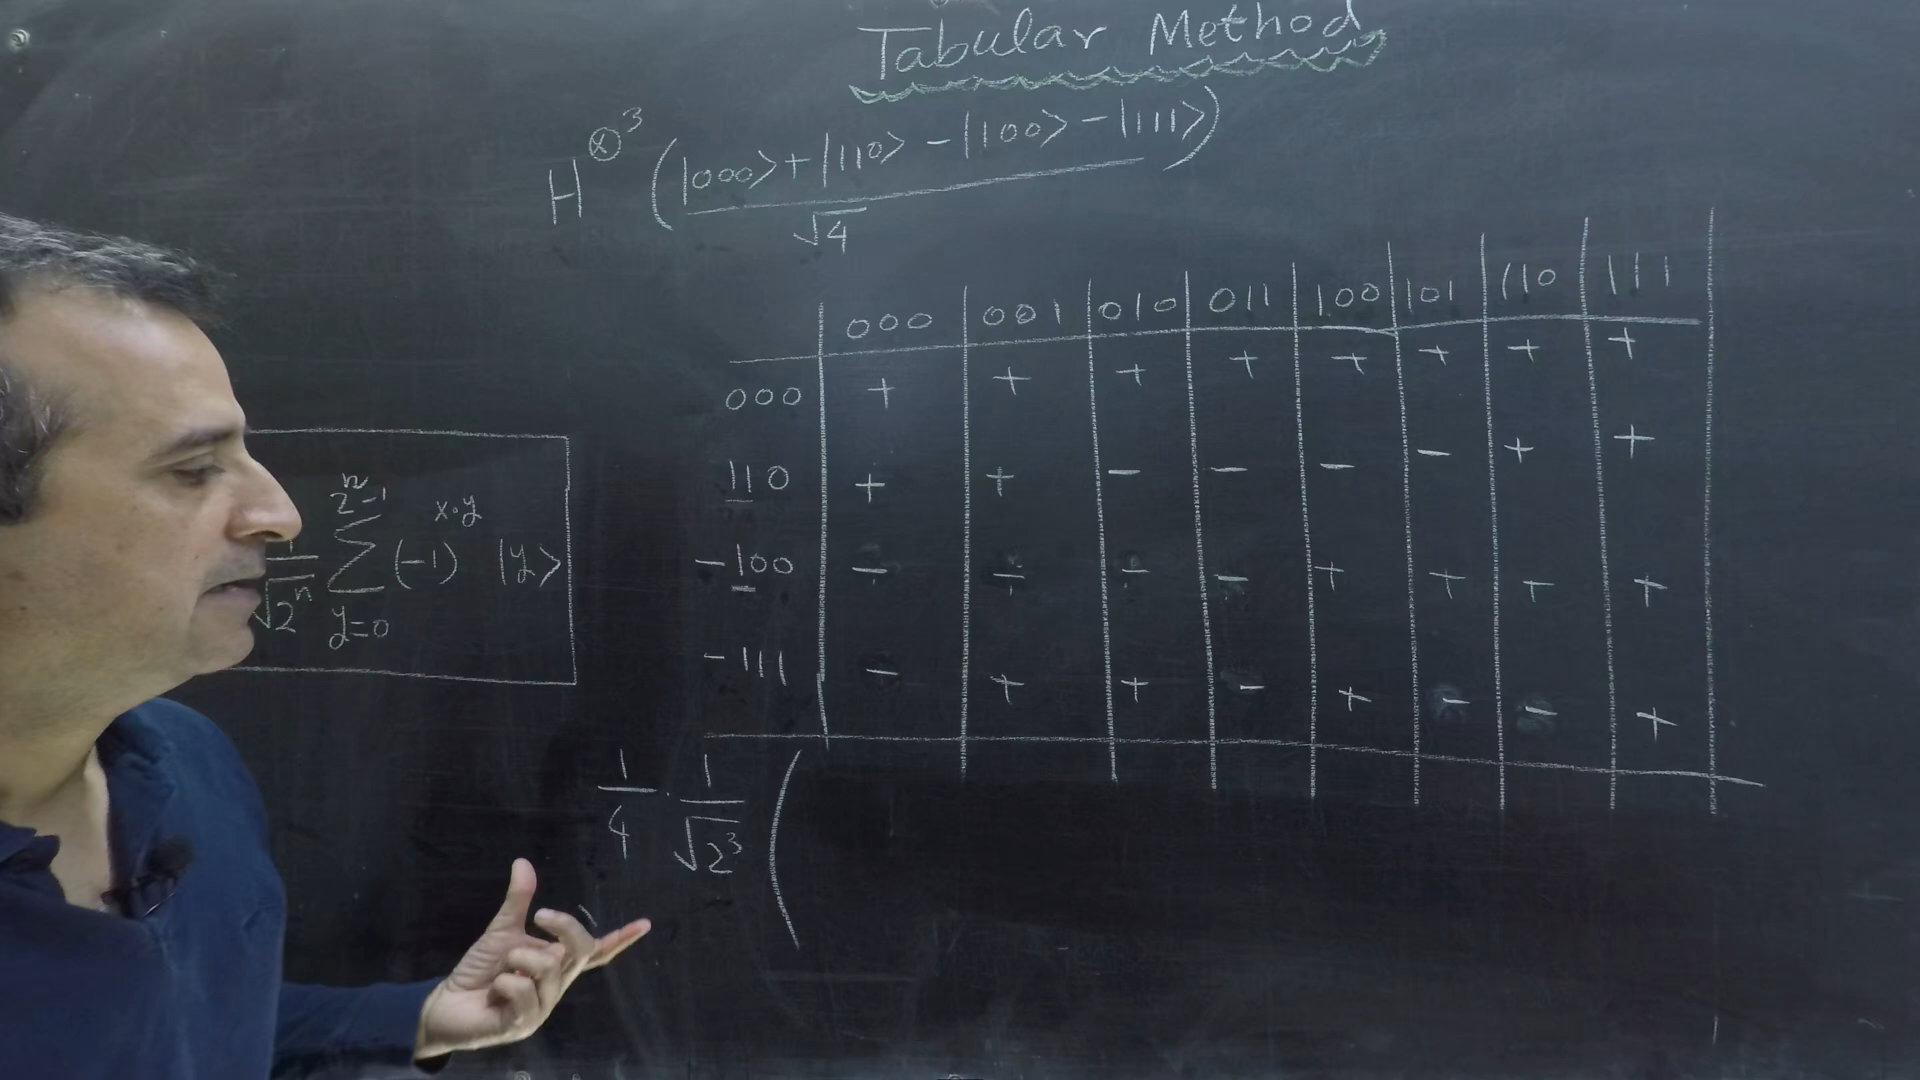 Tabular Method
H^⊗3 (|000> + |110> - |100> - |111>)
√4
000 | 001 | 010 | 011 | 100 | 101 | 110 | 111
000 | + | + | + | + | + | + | + | +
110 | + | + | - | - | - | - | + | +
-100 | - | - | - | - | + | + | + | +
-111 | - | + | + | - | + | - | - | +
1/4 · 1/√2^3 (
1/√2^n ∑_{y=0}^{2^n-1} (-1)^{x·y} |y>